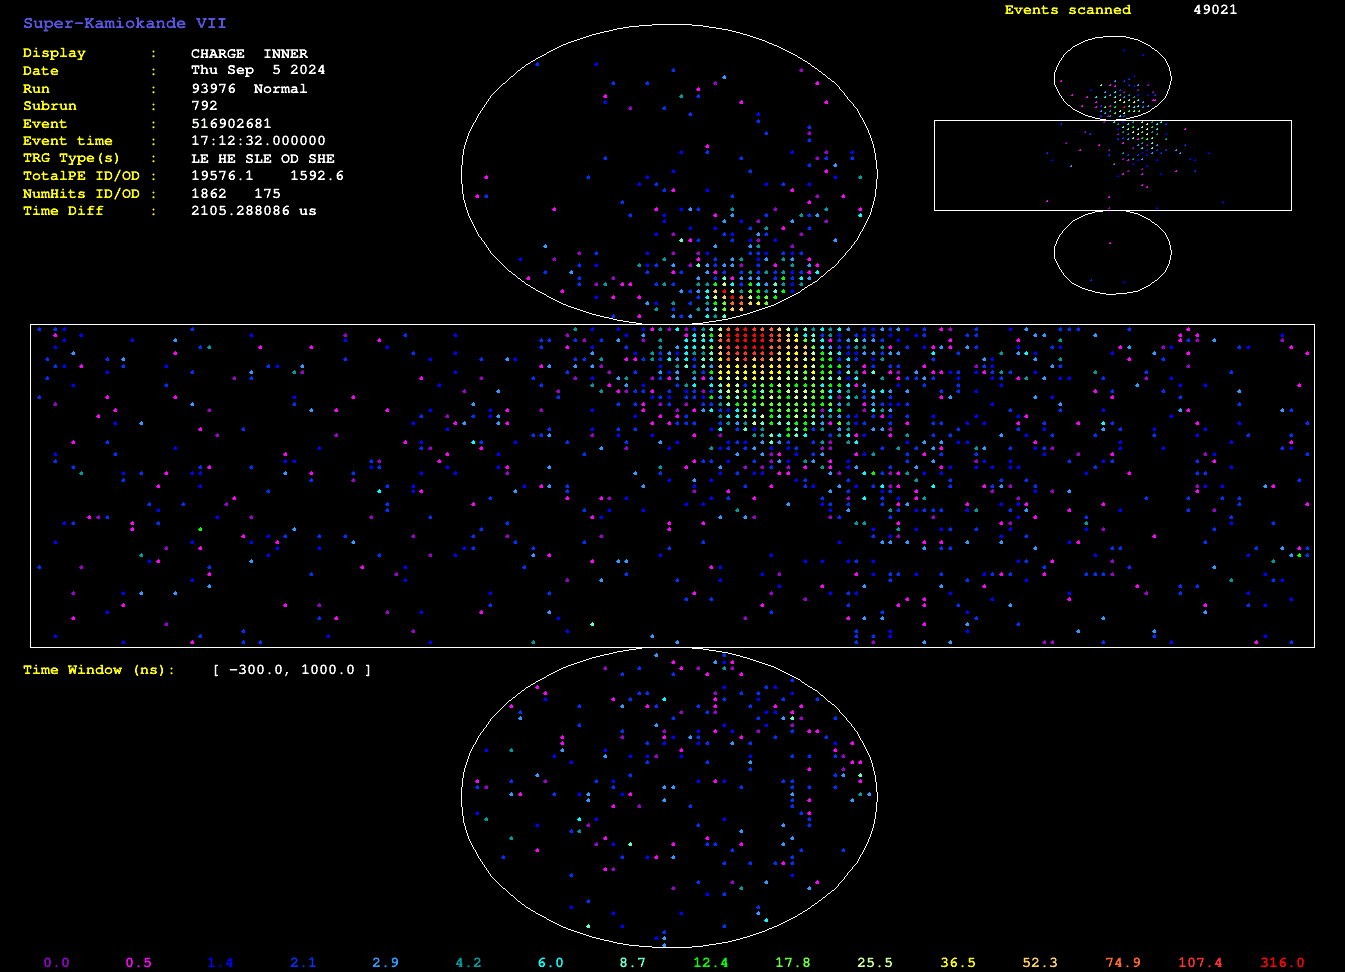 Super-Kamiokande VII
Events scanned 49021
Display : CHARGE INNER
Date : Thu Sep 5 2024
Run : 93976 Normal
Subrun : 792
Event : 516902681
Event time : 17:12:32.000000
TRG Type(s) : LE HE SLE OD SHE
TotalPE ID/OD : 19576.1 1592.6
NumHits ID/OD : 1862 175
Time Diff : 2105.288086 us
Time Window (ns): [ -300.0, 1000.0 ]
0.0 0.5 1.4 2.1 2.9 4.2 6.0 8.7 12.4 17.8 25.5 36.5 52.3 74.9 107.4 316.0